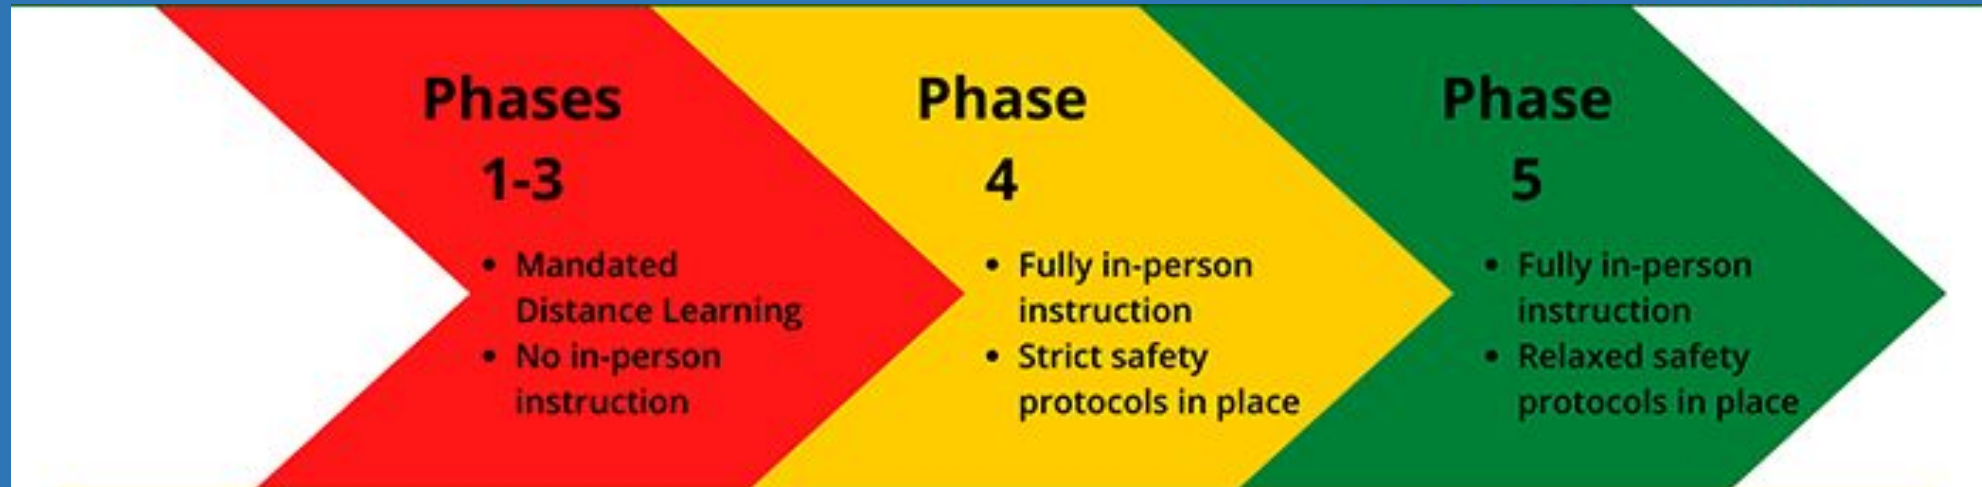 Phases
1-3
• Mandated
Distance Learning
• No in-person
instruction
Phase
4
• Fully in-person
instruction
• Strict safety
protocols in place
Phase
5
• Fully in-person
instruction
• Relaxed safety
protocols in place